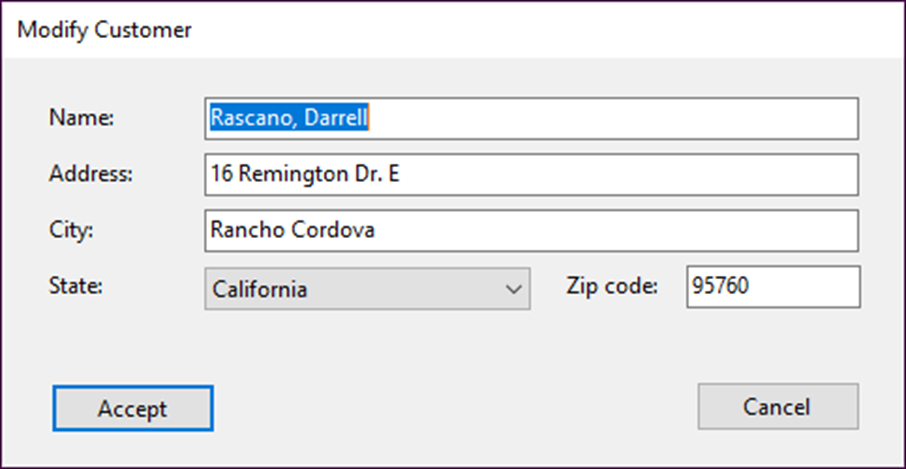 Modify Customer
Name: Rascano, Darrell
Address: 16 Remington Dr. E
City: Rancho Cordova
State: California Zip code: 95760
Accept Cancel